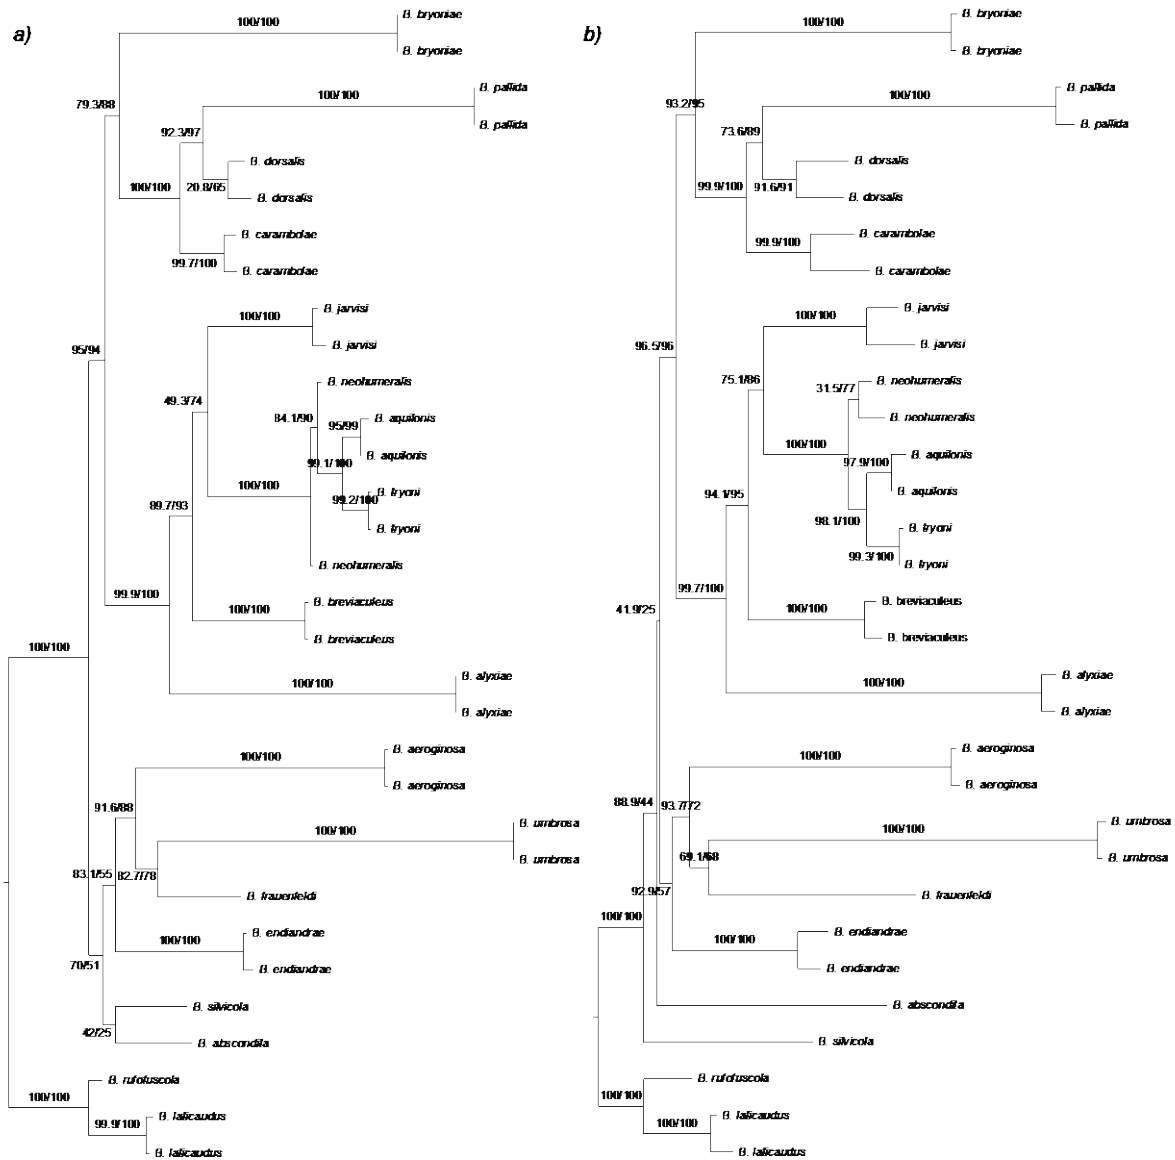 a)
100/100
B. bryoniae
B. bryoniae
79.3/88
100/100
B. pallida
B. pallida
92.3/97
B. dorsalis
100/100
20.8/65
B. dorsalis
B. carambolae
99.7/100
B. carambolae
B. jarvisi
100/100
B. jarvisi
95/94
B. neohumeralis
49.3/74
84.1/90
B. aquilonis
95/99
B. aquilonis
99.1/100
B. tryoni
100/100
99.2/100
89.7/93
B. tryoni
B. neohumeralis
99.9/100
B. breviaculeus
100/100
B. breviaculeus
100/100
B. alyxiae
100/100
B. alyxiae
B. aeroginosa
100/100
B. aeroginosa
91.6/88
B. umbrosa
100/100
B. umbrosa
83.1/55
82.7/78
B. frauenfeldi
B. endiandrae
100/100
70/51
B. endiandrae
B. silvicola
42/25
B. abscondita
B. rufofuscola
100/100
B. laticaudus
99.9/100
B. laticaudus
b)
100/100
B. bryoniae
B. bryoniae
93.2/95
100/100
B. pallida
B. pallida
73.6/89
B. dorsalis
99.9/100
91.6/91
B. dorsalis
B. carambolae
99.9/100
B. carambolae
B. jarvisi
100/100
B. jarvisi
96.5/96
75.1/86
B. neohumeralis
31.5/77
B. neohumeralis
100/100
B. aquilonis
97.9/100
B. aquilonis
94.1/95
98.1/100
B. tryoni
99.3/100
B. tryoni
99.7/100
B. breviaculeus
41.9/25
100/100
B. breviaculeus
B. alyxiae
100/100
B. alyxiae
B. aeroginosa
100/100
B. aeroginosa
88.9/44
93.7/72
B. umbrosa
100/100
B. umbrosa
69.1/68
92.9/57
B. frauenfeldi
100/100
B. endiandrae
100/100
B. endiandrae
B. abscondita
B. silvicola
B. rufofuscola
100/100
B. laticaudus
100/100
B. laticaudus